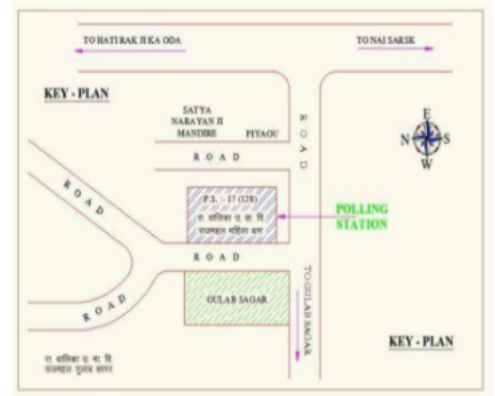 TO HATI RAK JI KA ODA
TO NAI SARSK
KEY - PLAN
SATYA
NARAYAN JI
MANDIRE
PIYAOU
ROAD
ROAD
E
N
S
W
ROAD
P.S. :- 17 (128)
रा बालिका उ. प्रा. वि
राजमहल महिला बाग
POLLING
STATION
ROAD
GULAB SAGAR
TO GULAB SAGAR
ROAD
KEY - PLAN
रा बालिका उ. मा वि
राजमहल गुलाब सागर